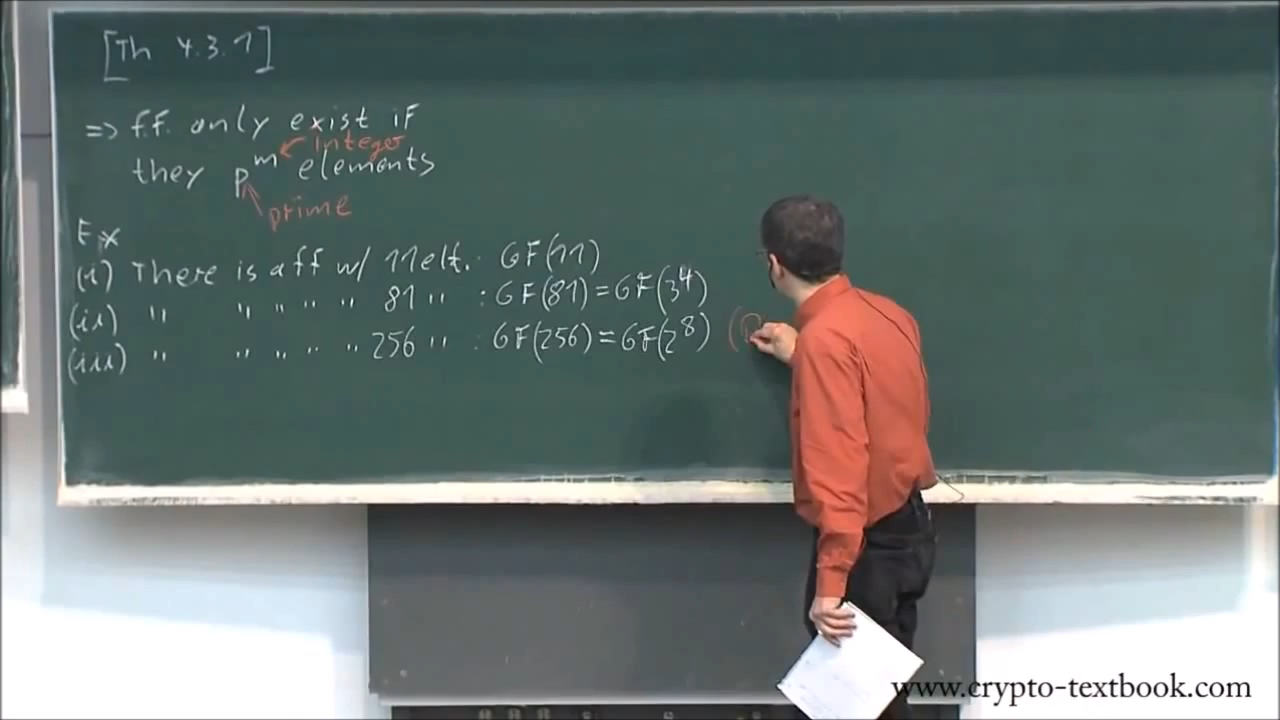 [Th 4.3.1]
=> f.f. only exist if
integer
they p^m elements
prime
Ex
(i) There is a ff w/ 11 elt. : GF(11)
(ii) " " " " " 81 " : GF(81) = GF(3^4)
(iii) " " " " " 256 " : GF(256) = GF(2^8)
www.crypto-textbook.com